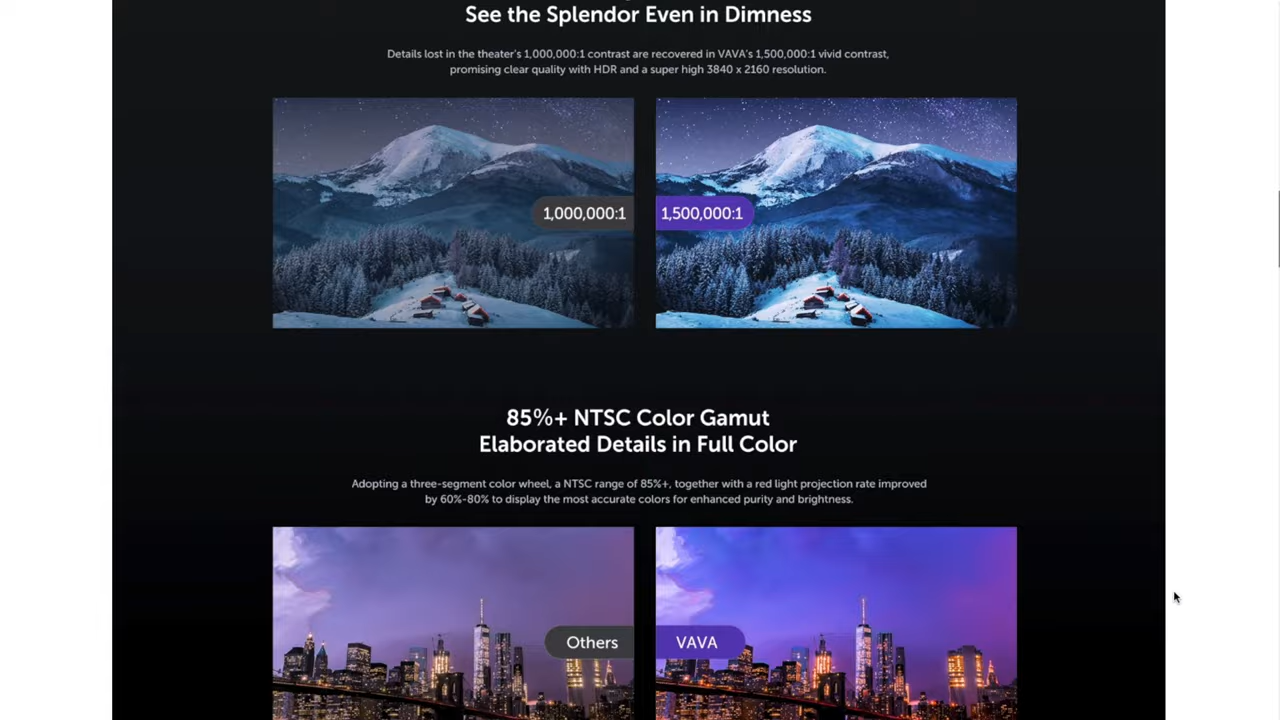 See the Splendor Even in Dimness
Details lost in the theater's 1,000,000:1 contrast are recovered in VAVA's 1,500,000:1 vivid contrast,
promising clear quality with HDR and a super high 3840 x 2160 resolution.
1,000,000:1
1,500,000:1
85%+ NTSC Color Gamut
Elaborated Details in Full Color
Adopting a three-segment color wheel, a NTSC range of 85%+, together with a red light projection rate improved
by 60%-80% to display the most accurate colors for enhanced purity and brightness.
Others
VAVA